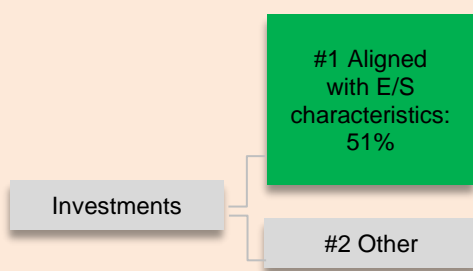 #1 Aligned
with E/S
characteristics:
51%
Investments
#2 Other